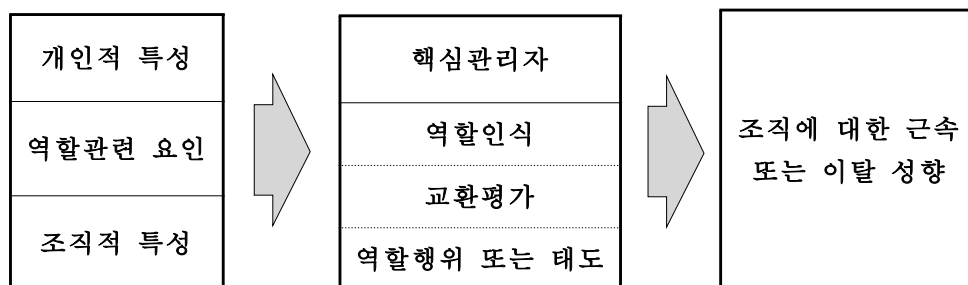 개인적 특성
역할관련 요인
조직적 특성
핵심관리자
역할인식
교환평가
역할행위 또는 태도
조직에 대한 근속
또는 이탈 성향